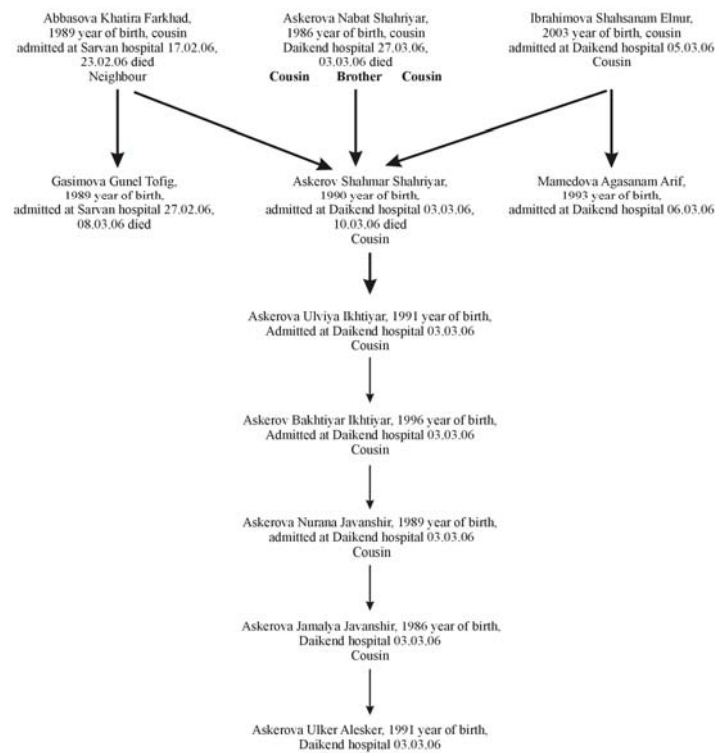 Abbasova Khatira Farkhad,
1989 year of birth, cousin
admitted at Sarvan hospital 17.02.06,
23.02.06 died
Neighbour
Askerova Nabat Shahriyar,
1986 year of birth, cousin
Daikend hospital 27.03.06,
03.03.06 died
Cousin Brother Cousin
Ibrahimova Shahsanam Elnur,
2003 year of birth, cousin
admitted at Daikend hospital 05.03.06
Cousin
Gasimova Gunel Tofig,
1989 year of birth,
admitted at Sarvan hospital 27.02.06,
08.03.06 died
Askerov Shahmar Shahriyar,
1990 year of birth,
admitted at Daikend hospital 03.03.06,
10.03.06 died
Cousin
Mamedova Agasanam Arif,
1993 year of birth,
admitted at Daikend hospital 06.03.06
Askerova Ulviya Ikhtiyar, 1991 year of birth,
Admitted at Daikend hospital 03.03.06
Cousin
Askerov Bakhtiyar Ikhtiyar, 1996 year of birth,
Admitted at Daikend hospital 03.03.06
Cousin
Askerova Nurana Javanshir, 1989 year of birth,
admitted at Daikend hospital 03.03.06
Cousin
Askerova Jamalya Javanshir, 1986 year of birth,
Daikend hospital 03.03.06
Cousin
Askerova Ulker Alesker, 1991 year of birth,
Daikend hospital 03.03.06